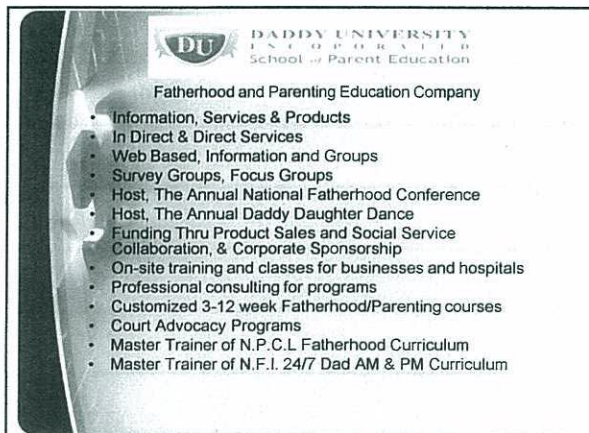 DU
DADDY UNIVERSITY
INCOPORATED
School of Parent Education
Fatherhood and Parenting Education Company
• Information, Services & Products
• In Direct & Direct Services
• Web Based, Information and Groups
• Survey Groups, Focus Groups
• Host, The Annual National Fatherhood Conference
• Host, The Annual Daddy Daughter Dance
• Funding Thru Product Sales and Social Service
Collaboration, & Corporate Sponsorship
• On-site training and classes for businesses and hospitals
• Professional consulting for programs
• Customized 3-12 week Fatherhood/Parenting courses
• Court Advocacy Programs
• Master Trainer of N.P.C.L Fatherhood Curriculum
• Master Trainer of N.F.I. 24/7 Dad AM & PM Curriculum